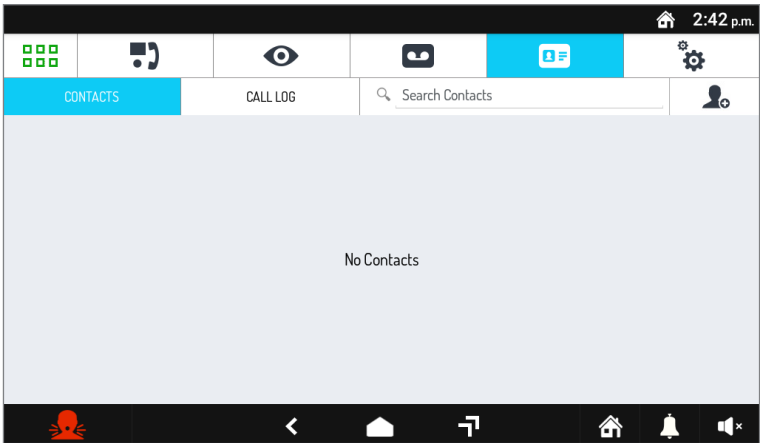 2:42 p.m.
CONTACTS
CALL LOG
Search Contacts
No Contacts